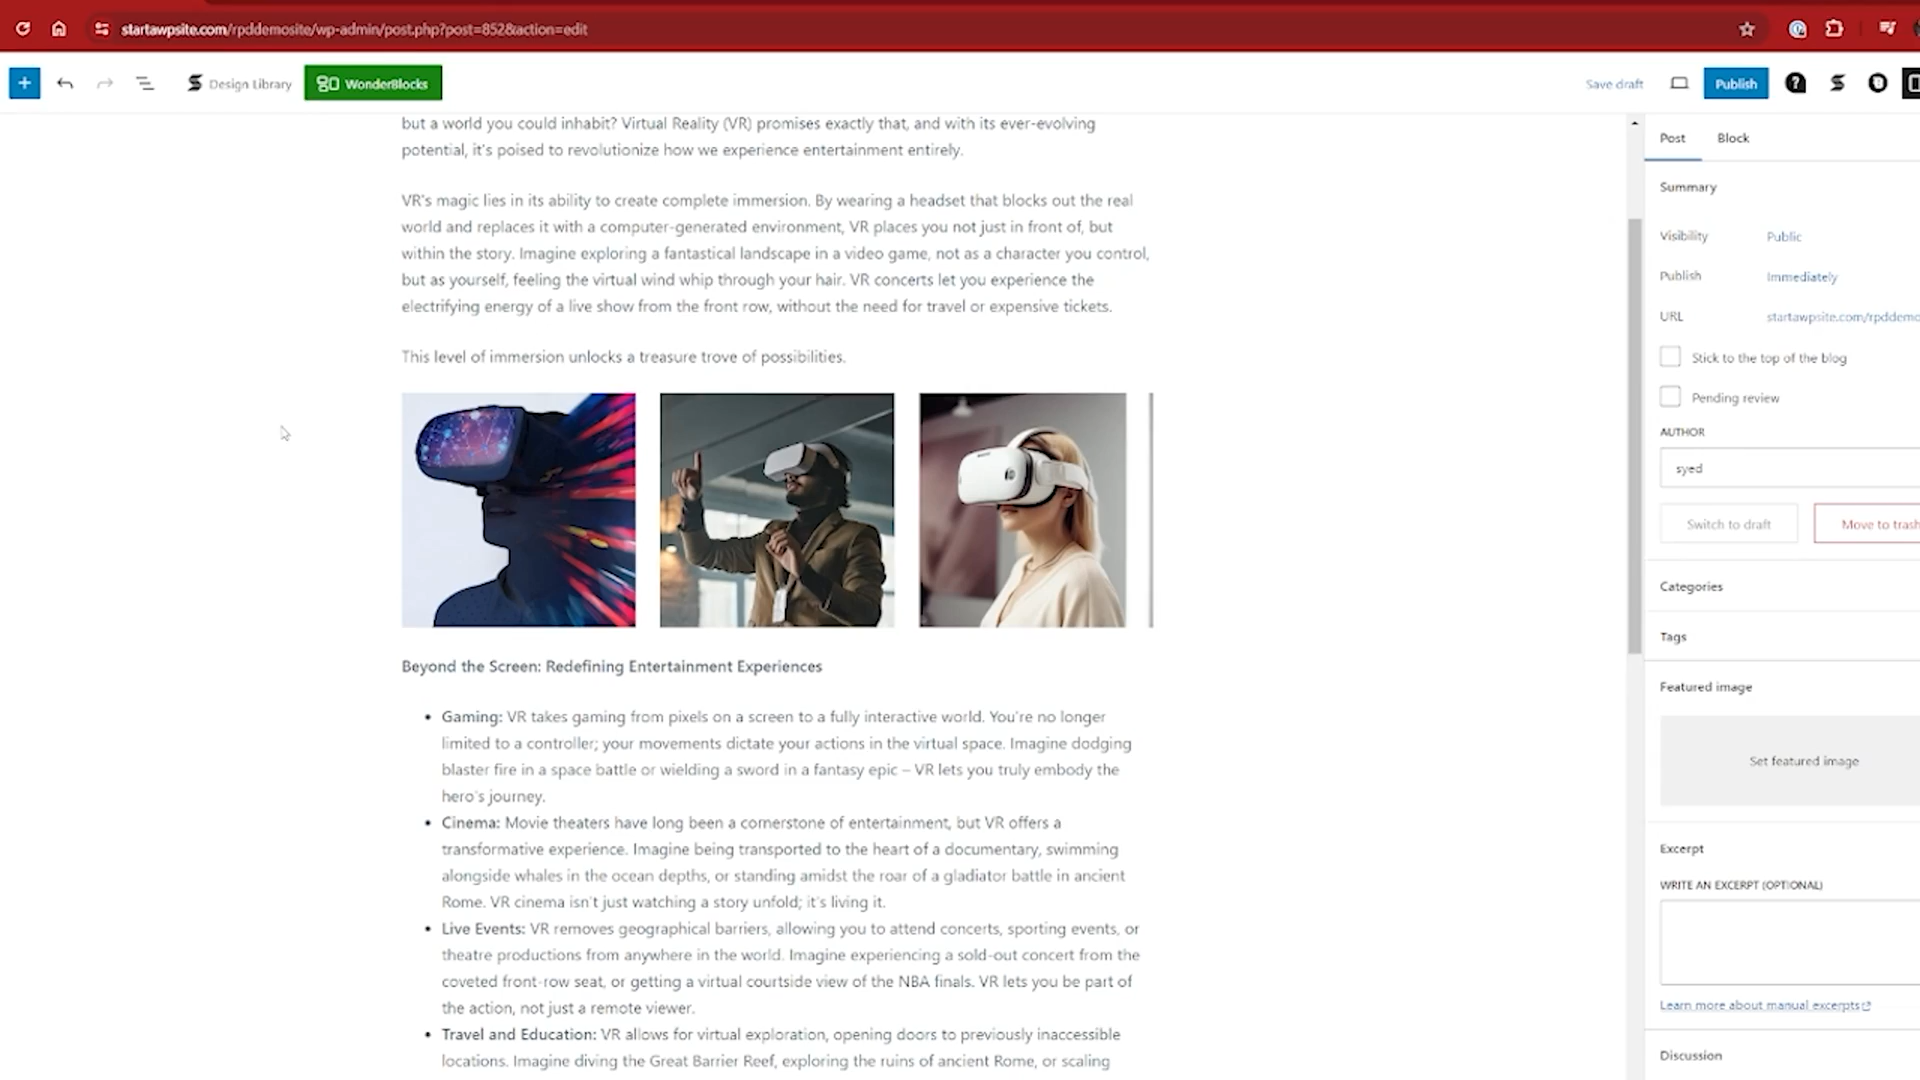 startawpsite.com/rpddemosite/wp-admin/post.php?post=852&action=edit
Design Library
WonderBlocks
Save draft
Publish
but a world you could inhabit? Virtual Reality (VR) promises exactly that, and with its ever-evolving
potential, it's poised to revolutionize how we experience entertainment entirely.
VR's magic lies in its ability to create complete immersion. By wearing a headset that blocks out the real
world and replaces it with a computer-generated environment, VR places you not just in front of, but
within the story. Imagine exploring a fantastical landscape in a video game, not as a character you control,
but as yourself, feeling the virtual wind whip through your hair. VR concerts let you experience the
electrifying energy of a live show from the front row, without the need for travel or expensive tickets.
This level of immersion unlocks a treasure trove of possibilities.
Beyond the Screen: Redefining Entertainment Experiences
• Gaming: VR takes gaming from pixels on a screen to a fully interactive world. You're no longer
limited to a controller; your movements dictate your actions in the virtual space. Imagine dodging
blaster fire in a space battle or wielding a sword in a fantasy epic – VR lets you truly embody the
hero's journey.
• Cinema: Movie theaters have long been a cornerstone of entertainment, but VR offers a
transformative experience. Imagine being transported to the heart of a documentary, swimming
alongside whales in the ocean depths, or standing amidst the roar of a gladiator battle in ancient
Rome. VR cinema isn't just watching a story unfold; it's living it.
• Live Events: VR removes geographical barriers, allowing you to attend concerts, sporting events, or
theatre productions from anywhere in the world. Imagine experiencing a sold-out concert from the
coveted front-row seat, or getting a virtual courtside view of the NBA finals. VR lets you be part of
the action, not just a remote viewer.
• Travel and Education: VR allows for virtual exploration, opening doors to previously inaccessible
locations. Imagine diving the Great Barrier Reef, exploring the ruins of ancient Rome, or scaling
Post
Block
Summary
Visibility
Public
Publish
Immediately
URL
startawpsite.com/rpddemo
Stick to the top of the blog
Pending review
AUTHOR
syed
Switch to draft
Move to trash
Categories
Tags
Featured image
Set featured image
Excerpt
WRITE AN EXCERPT (OPTIONAL)
Learn more about manual excerpts
Discussion